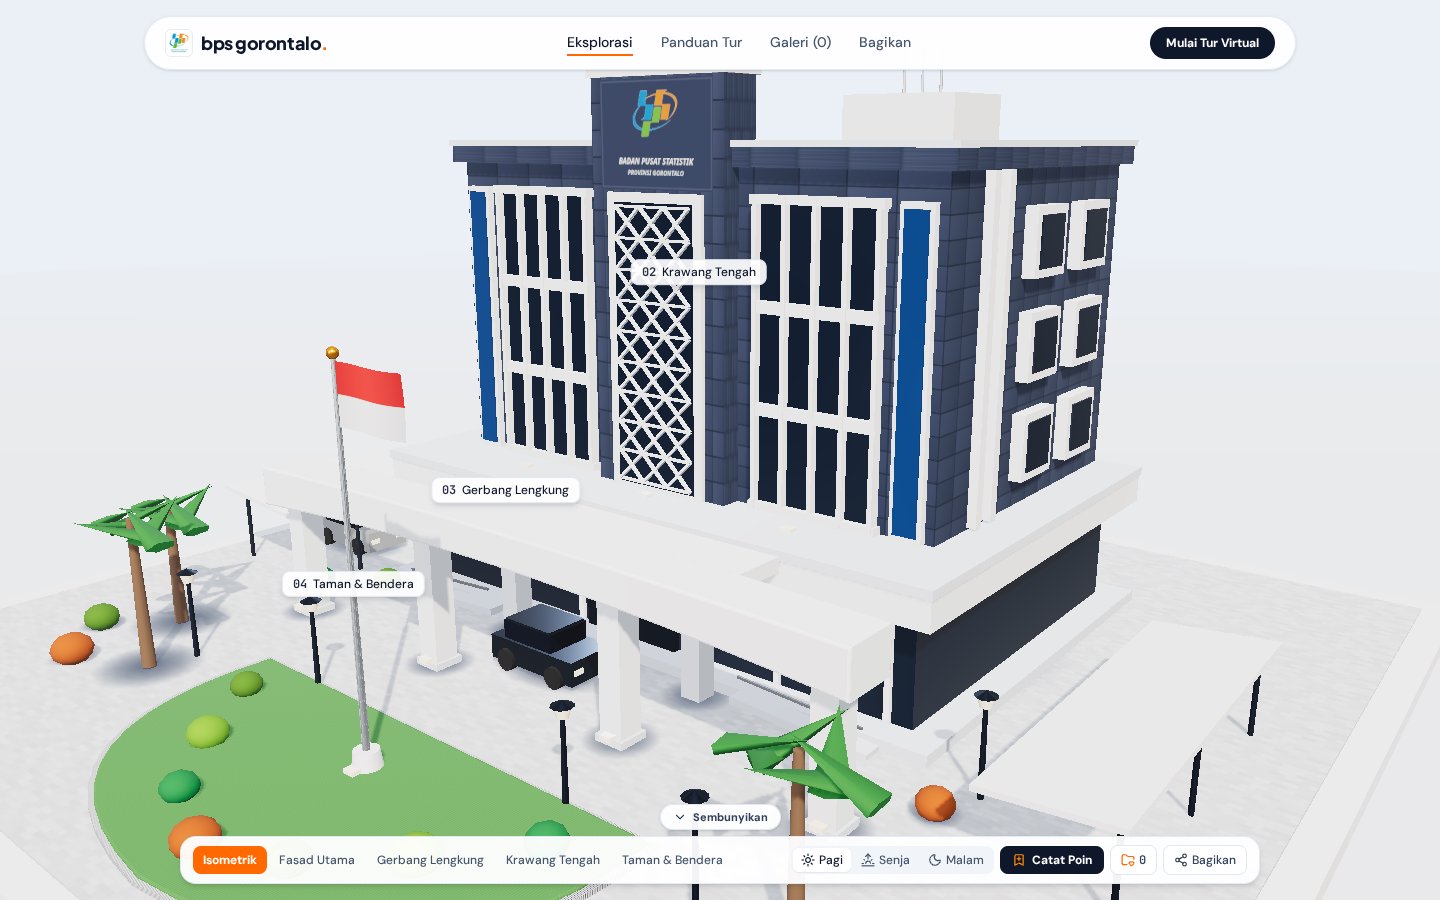 bpsgorontalo.
Eksplorasi
Panduan Tur
Galeri (0)
Bagikan
Mulai Tur Virtual
BADAN PUSAT STATISTIK
PROVINSI GORONTALO
02 Krawang Tengah
03 Gerbang Lengkung
04 Taman & Bendera
Sembunyikan
Isometrik
Fasad Utama
Gerbang Lengkung
Krawang Tengah
Taman & Bendera
Pagi
Senja
Malam
Catat Poin
0
Bagikan